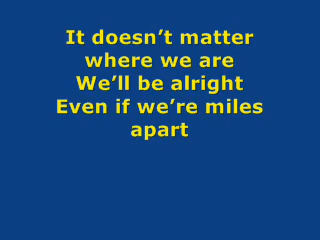 It doesn’t matter
where we are
We’ll be alright
Even if we’re miles
apart